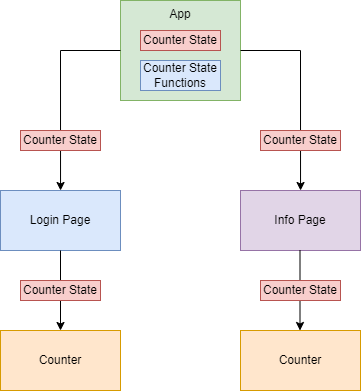 App
Counter State
Counter State
Functions
Counter State
Counter State
Login Page
Info Page
Counter State
Counter State
Counter
Counter